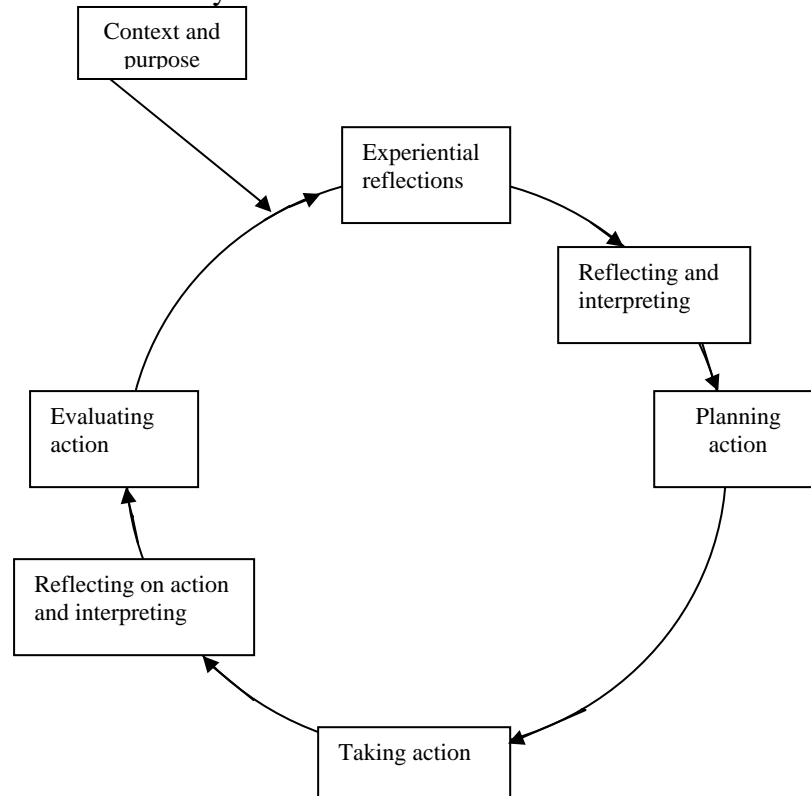 Context and
purpose
Experiential
reflections
Reflecting and
interpreting
Planning
action
Evaluating
action
Reflecting on action
and interpreting
Taking action